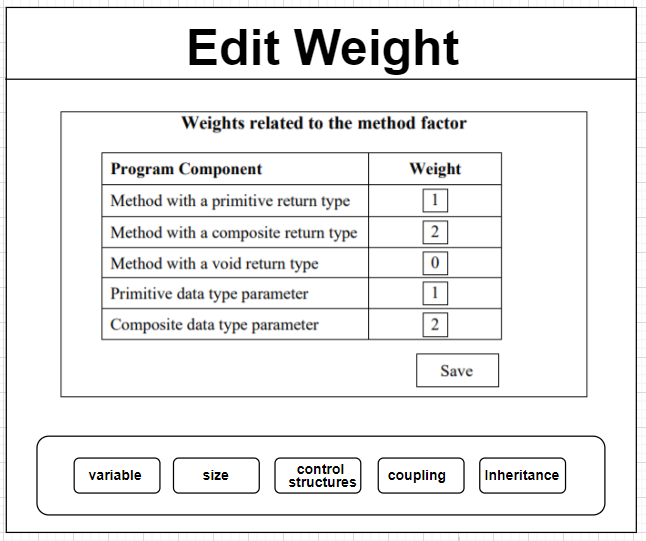 Edit Weight
Weights related to the method factor
Program Component Weight
Method with a primitive return type 1
Method with a composite return type 2
Method with a void return type 0
Primitive data type parameter 1
Composite data type parameter 2
Save
variable size control structures coupling Inheritance